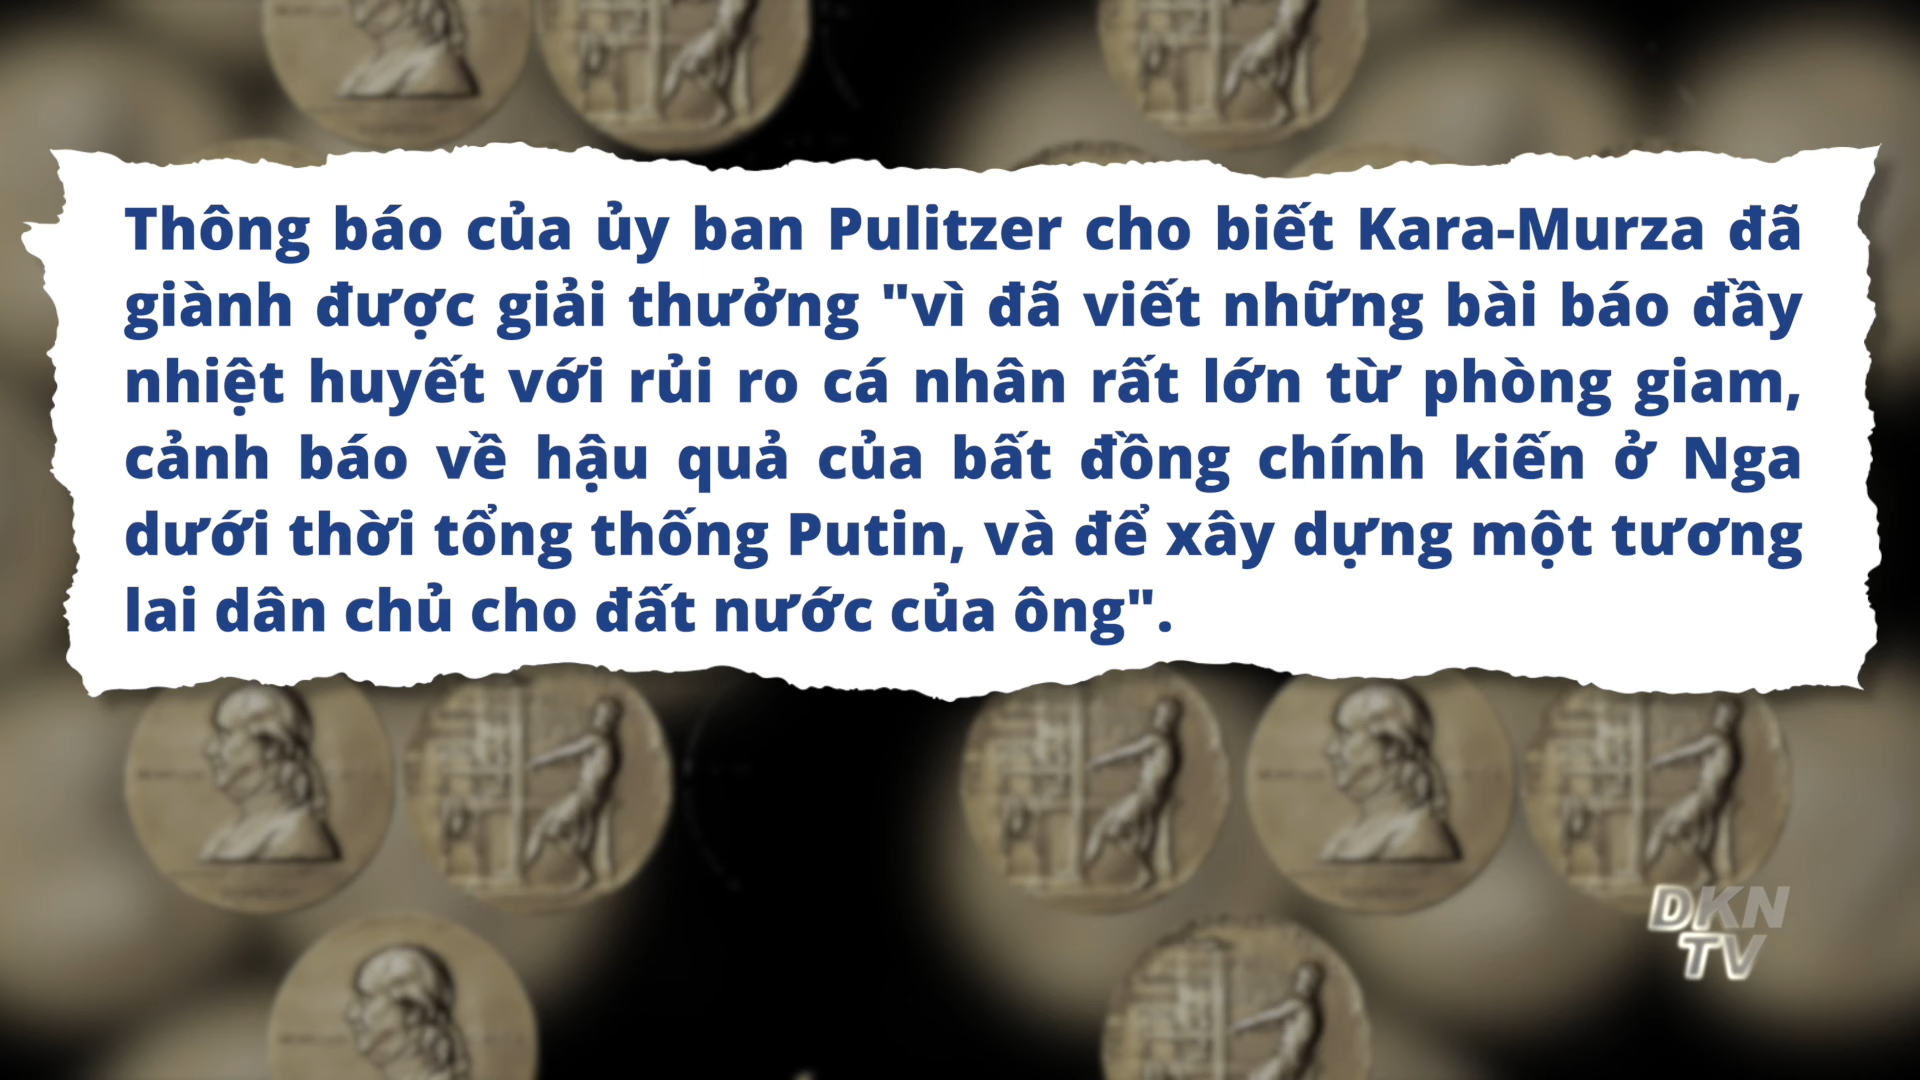 Thông báo của ủy ban Pulitzer cho biết Kara-Murza đã
giành được giải thưởng "vì đã viết những bài báo đầy
nhiệt huyết với rủi ro cá nhân rất lớn từ phòng giam,
cảnh báo về hậu quả của bất đồng chính kiến ở Nga
dưới thời tổng thống Putin, và để xây dựng một tương
lai dân chủ cho đất nước của ông".
DKN
TV